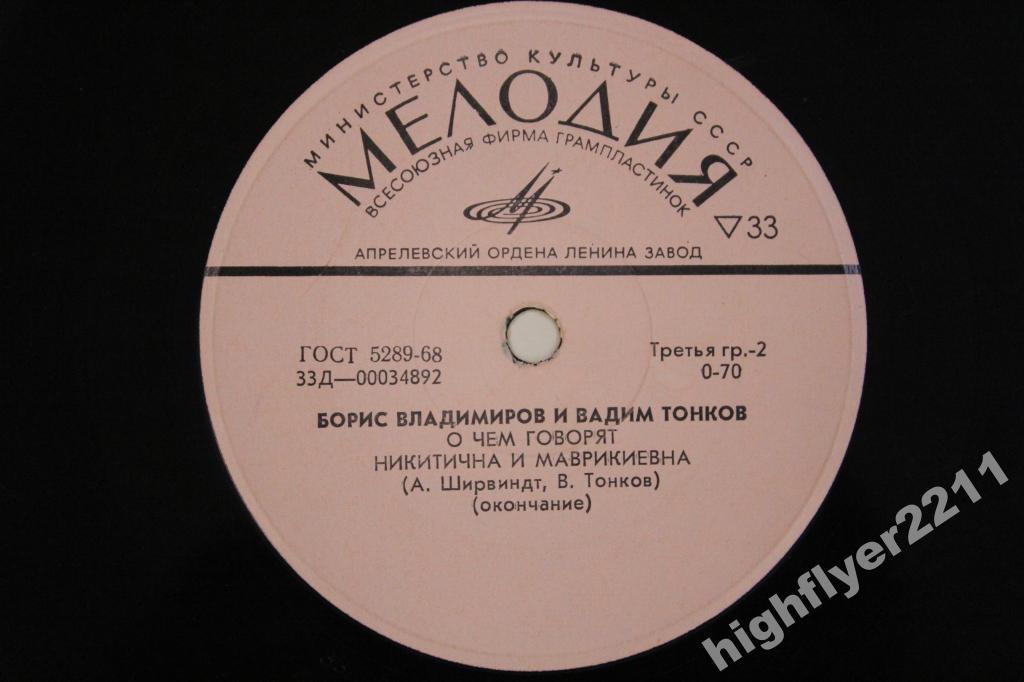 МИНИСТЕРСТВО КУЛЬТУРЫ СССР
МЕЛОДИЯ
ВСЕСОЮЗНАЯ ФИРМА ГРАМПЛАСТИНОК
▽33
АПРЕЛЕВСКИЙ ОРДЕНА ЛЕНИНА ЗАВОД
ГОСТ 5289-68
33Д—00034892
Третья гр.-2
0-70
БОРИС ВЛАДИМИРОВ И ВАДИМ ТОНКОВ
О ЧЕМ ГОВОРЯТ
НИКИТИЧНА И МАВРИКИЕВНА
(А. Ширвиндт, В. Тонков)
(окончание)
highflyer2211